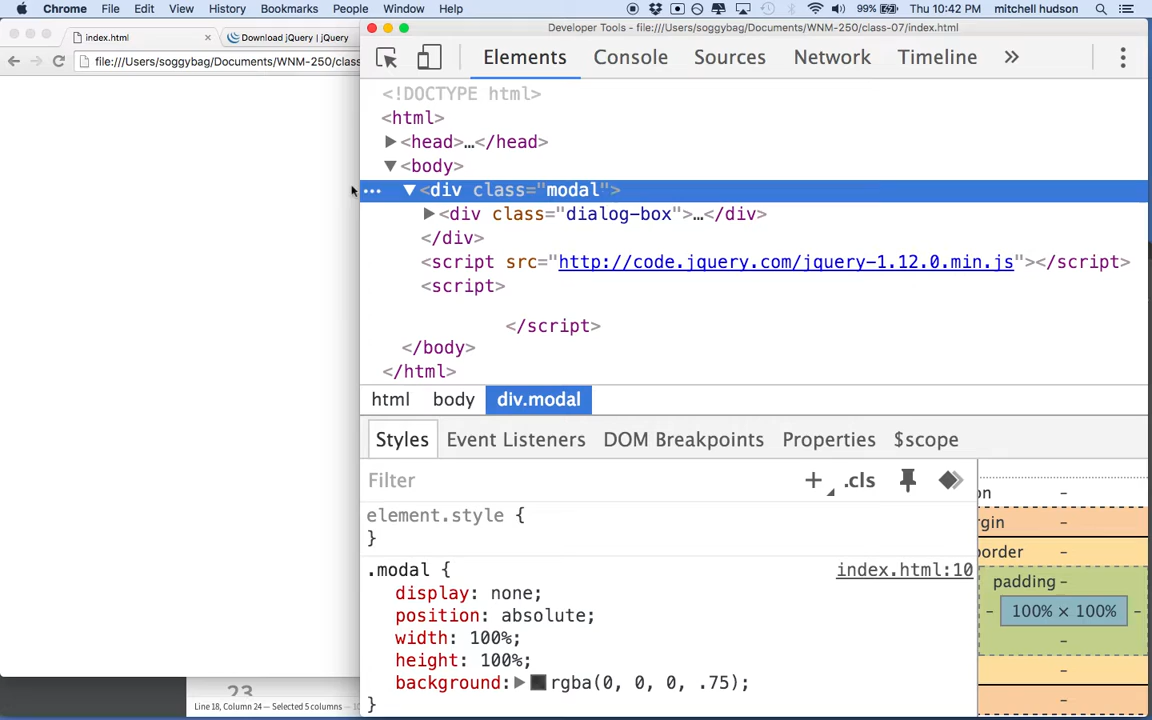 Chrome File Edit View History Bookmarks People Window Help 99% Thu 10:42 PM mitchell hudson
index.html × Download jQuery | jQuery
file:///Users/soggybag/Documents/WNM-250/class
Developer Tools - file:///Users/soggybag/Documents/WNM-250/class-07/index.html
Elements Console Sources Network Timeline »
<!DOCTYPE html>
<html>
▶<head>…</head>
▼<body>
••• ▼<div class="modal">
▶<div class="dialog-box">…</div>
</div>
<script src="http://code.jquery.com/jquery-1.12.0.min.js"></script>
<script>
</script>
</body>
</html>
html body div.modal
Styles Event Listeners DOM Breakpoints Properties $scope
Filter + .cls
element.style {
}
.modal { index.html:10
display: none;
position: absolute;
width: 100%;
height: 100%;
background:▶ rgba(0, 0, 0, .75);
}
on –
rgin –
border –
padding –
– 100% × 100% –
–
–
–
23
Line 18, Column 24 — Selected 5 columns